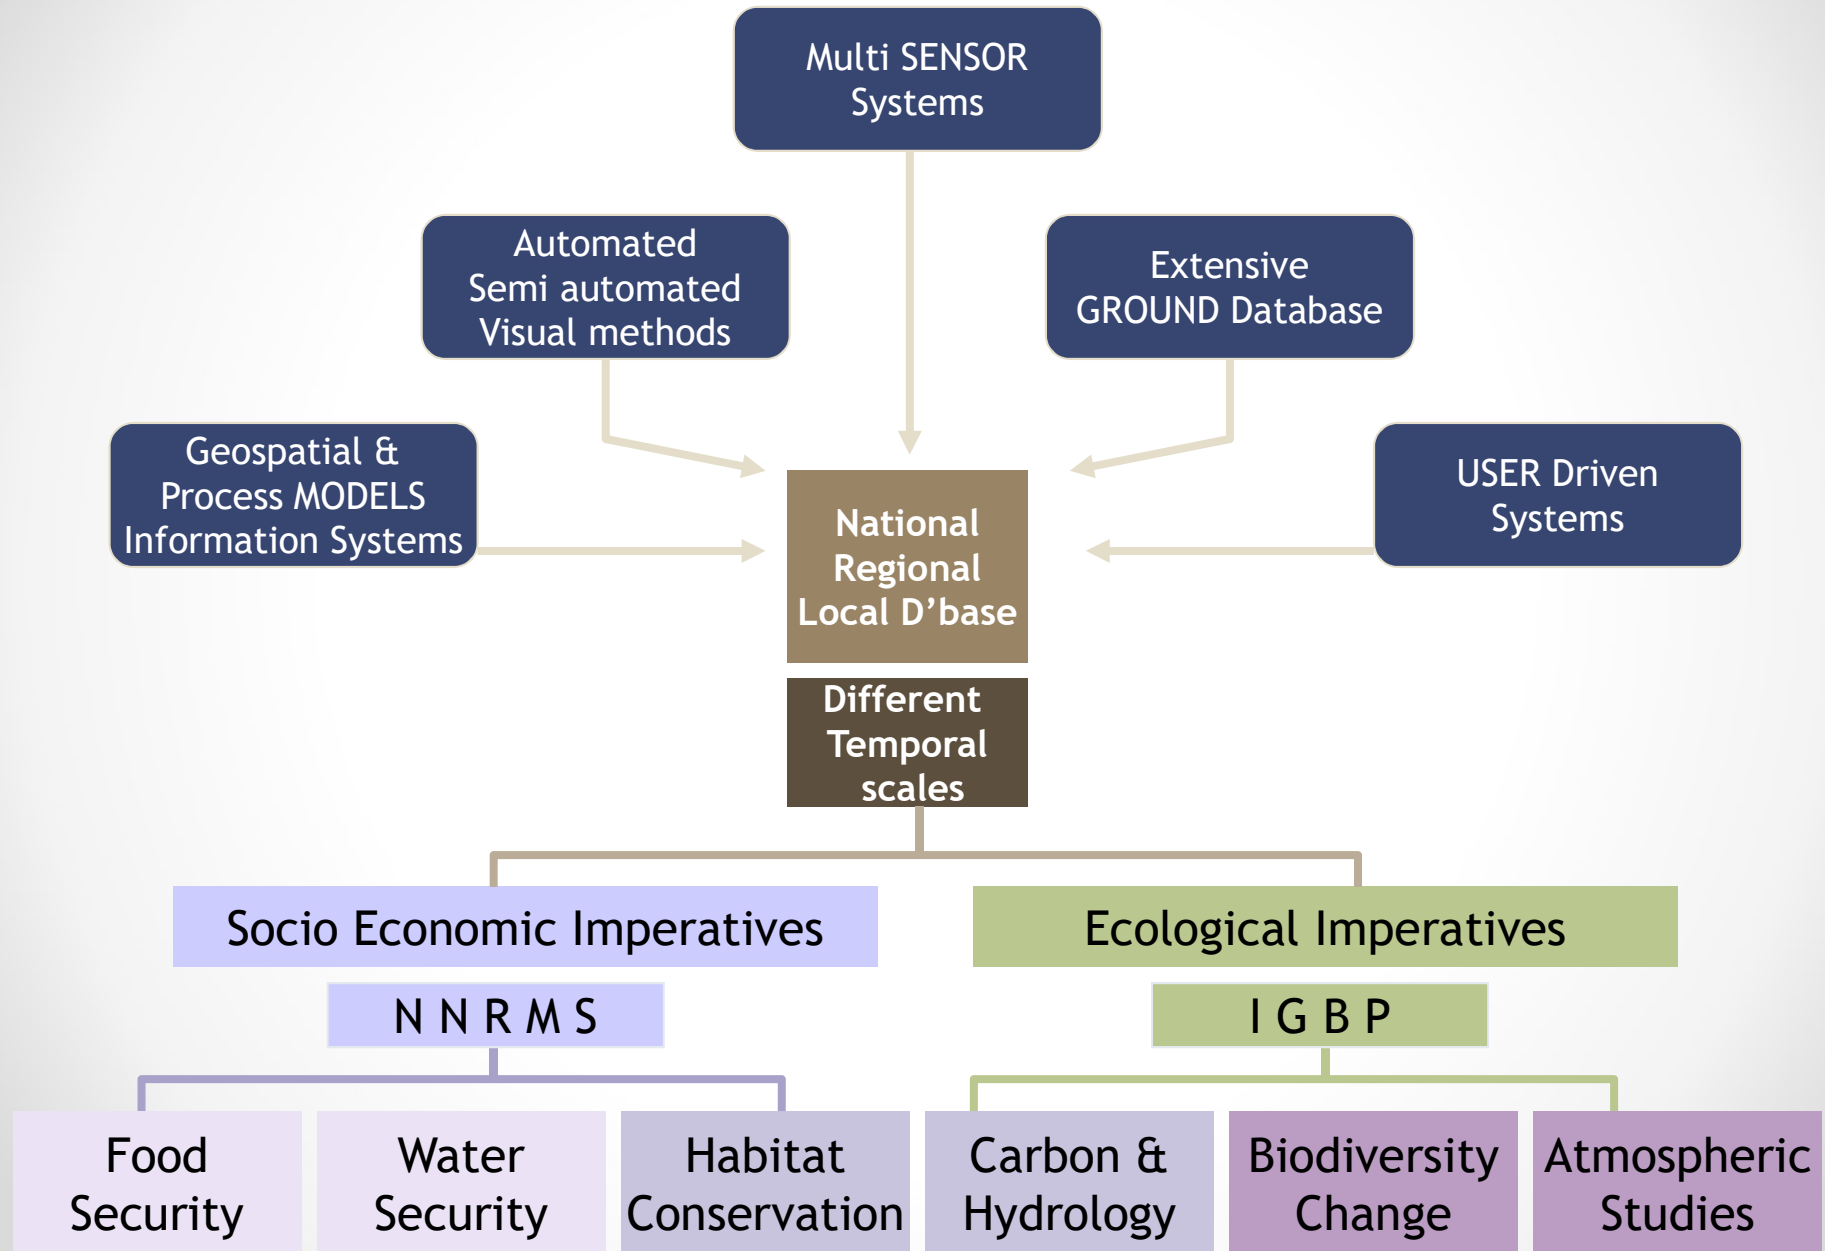 Multi SENSOR
Systems
Automated
Semi automated
Visual methods
Extensive
GROUND Database
Geospatial &
Process MODELS
Information Systems
USER Driven
Systems
National
Regional
Local D’base
Different
Temporal
scales
Socio Economic Imperatives
Ecological Imperatives
N N R M S
I G B P
Food
Security
Water
Security
Habitat
Conservation
Carbon &
Hydrology
Biodiversity
Change
Atmospheric
Studies